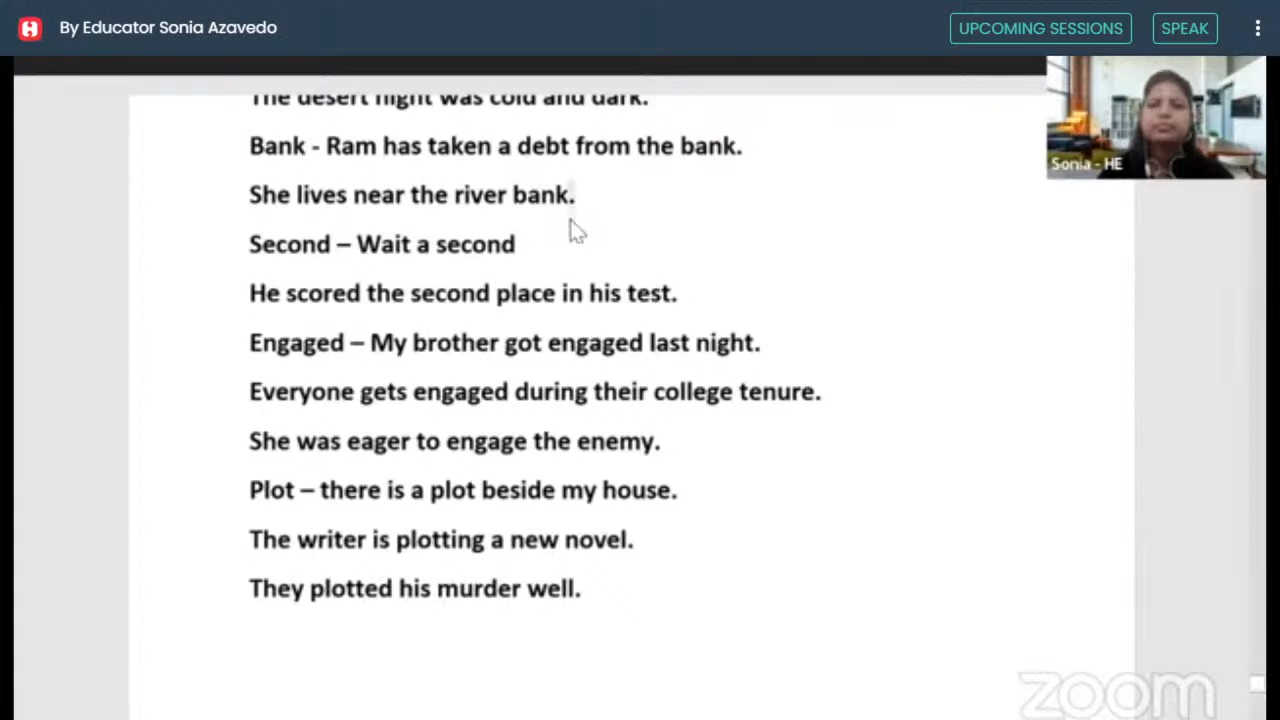 By Educator Sonia Azavedo
UPCOMING SESSIONS
SPEAK
The desert night was cold and dark.
Bank - Ram has taken a debt from the bank.
She lives near the river bank.
Second – Wait a second
He scored the second place in his test.
Engaged – My brother got engaged last night.
Everyone gets engaged during their college tenure.
She was eager to engage the enemy.
Plot – there is a plot beside my house.
The writer is plotting a new novel.
They plotted his murder well.
Sonia - HE
zoom